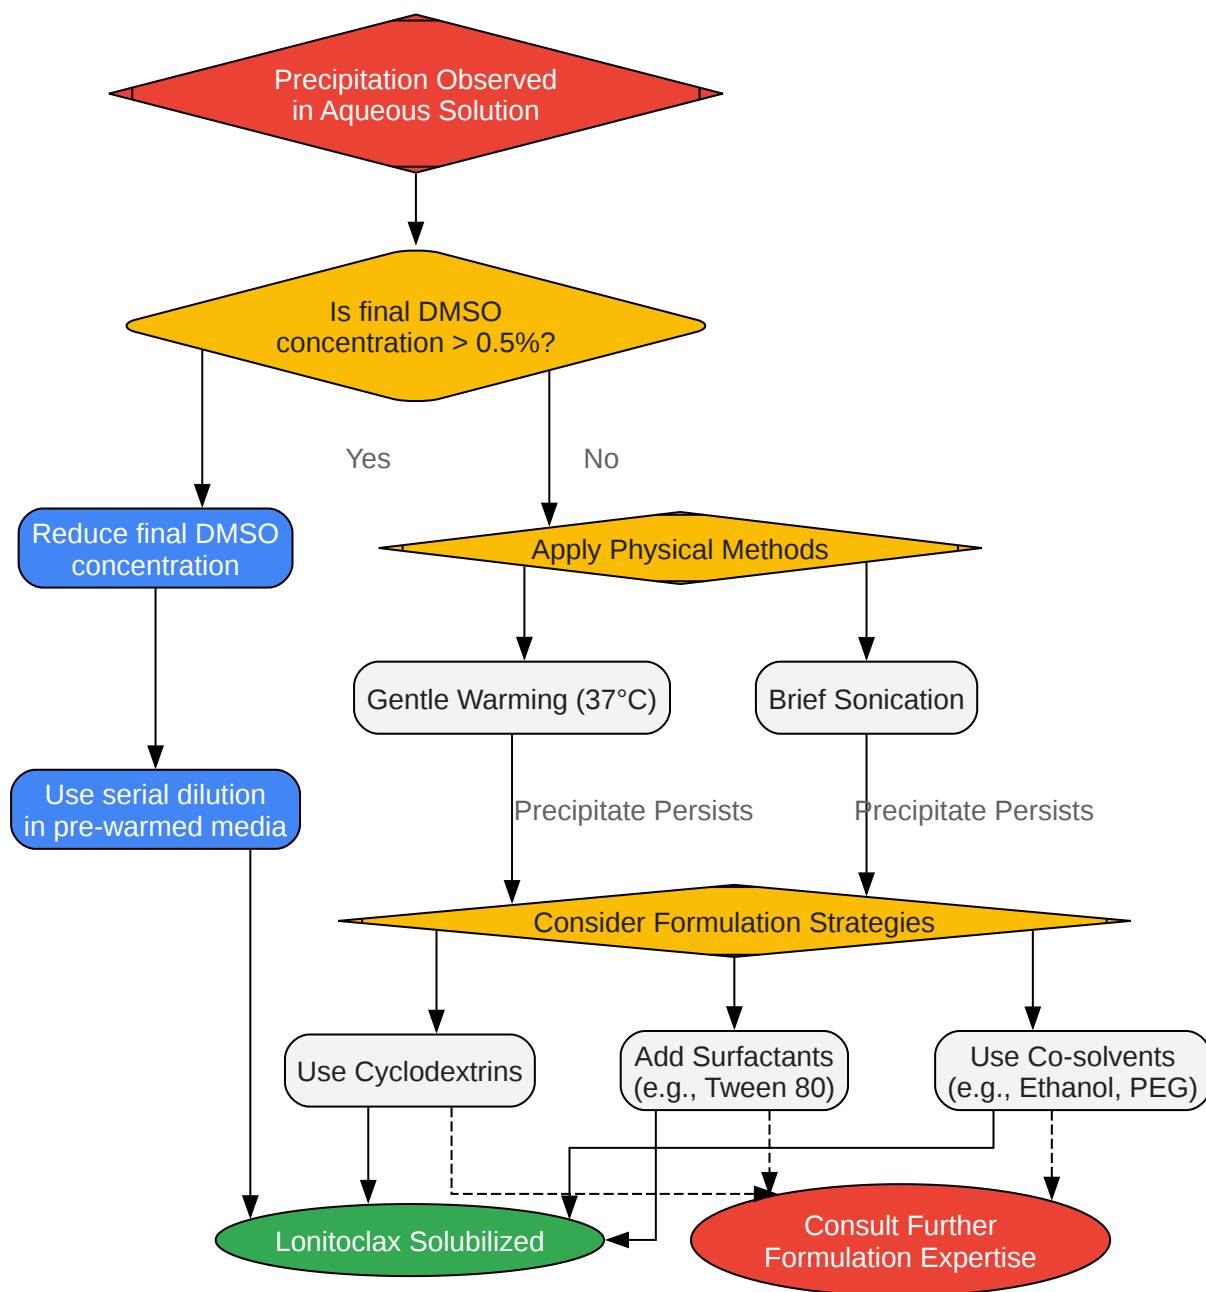 Precipitation Observed
in Aqueous Solution
Is final DMSO
concentration > 0.5%?
Yes
No
Reduce final DMSO
concentration
Apply Physical Methods
Gentle Warming (37°C)
Brief Sonication
Use serial dilution
in pre-warmed media
Precipitate Persists
Precipitate Persists
Consider Formulation Strategies
Use Cyclodextrins
Add Surfactants
(e.g., Tween 80)
Use Co-solvents
(e.g., Ethanol, PEG)
Lonitoclax Solubilized
Consult Further
Formulation Expertise